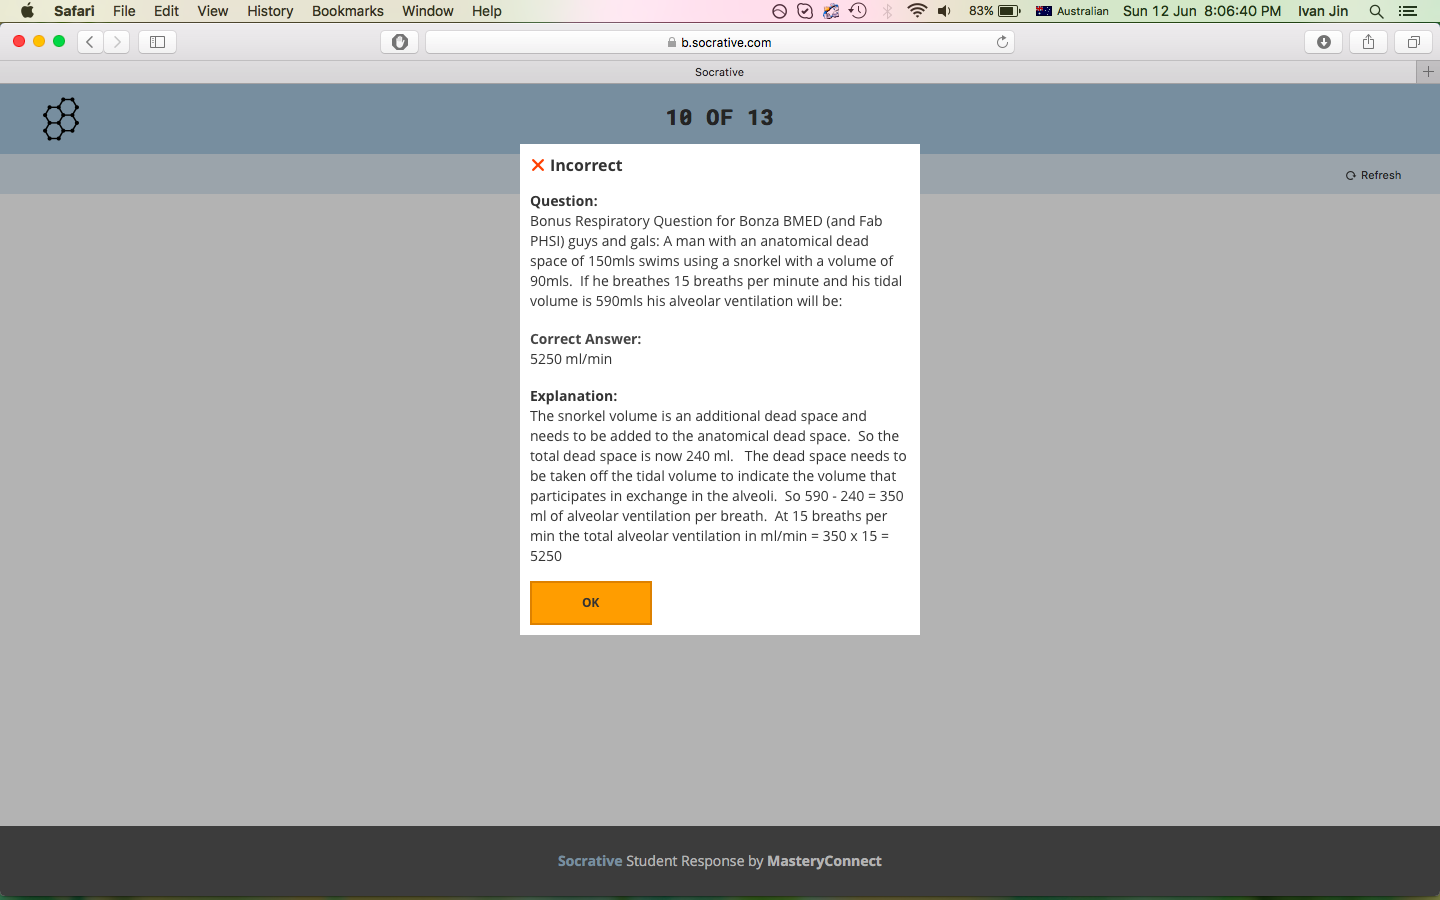 Safari File Edit View History Bookmarks Window Help 83% Australian Sun 12 Jun 8:06:40 PM Ivan Jin
b.socrative.com
Socrative
10 OF 13
Refresh
Incorrect
Question:
Bonus Respiratory Question for Bonza BMED (and Fab
PHSI) guys and gals: A man with an anatomical dead
space of 150mls swims using a snorkel with a volume of
90mls.  If he breathes 15 breaths per minute and his tidal
volume is 590mls his alveolar ventilation will be:
Correct Answer:
5250 ml/min
Explanation:
The snorkel volume is an additional dead space and
needs to be added to the anatomical dead space.  So the
total dead space is now 240 ml.   The dead space needs to
be taken off the tidal volume to indicate the volume that
participates in exchange in the alveoli.  So 590 - 240 = 350
ml of alveolar ventilation per breath.  At 15 breaths per
min the total alveolar ventilation in ml/min = 350 x 15 =
5250
OK
Socrative Student Response by MasteryConnect